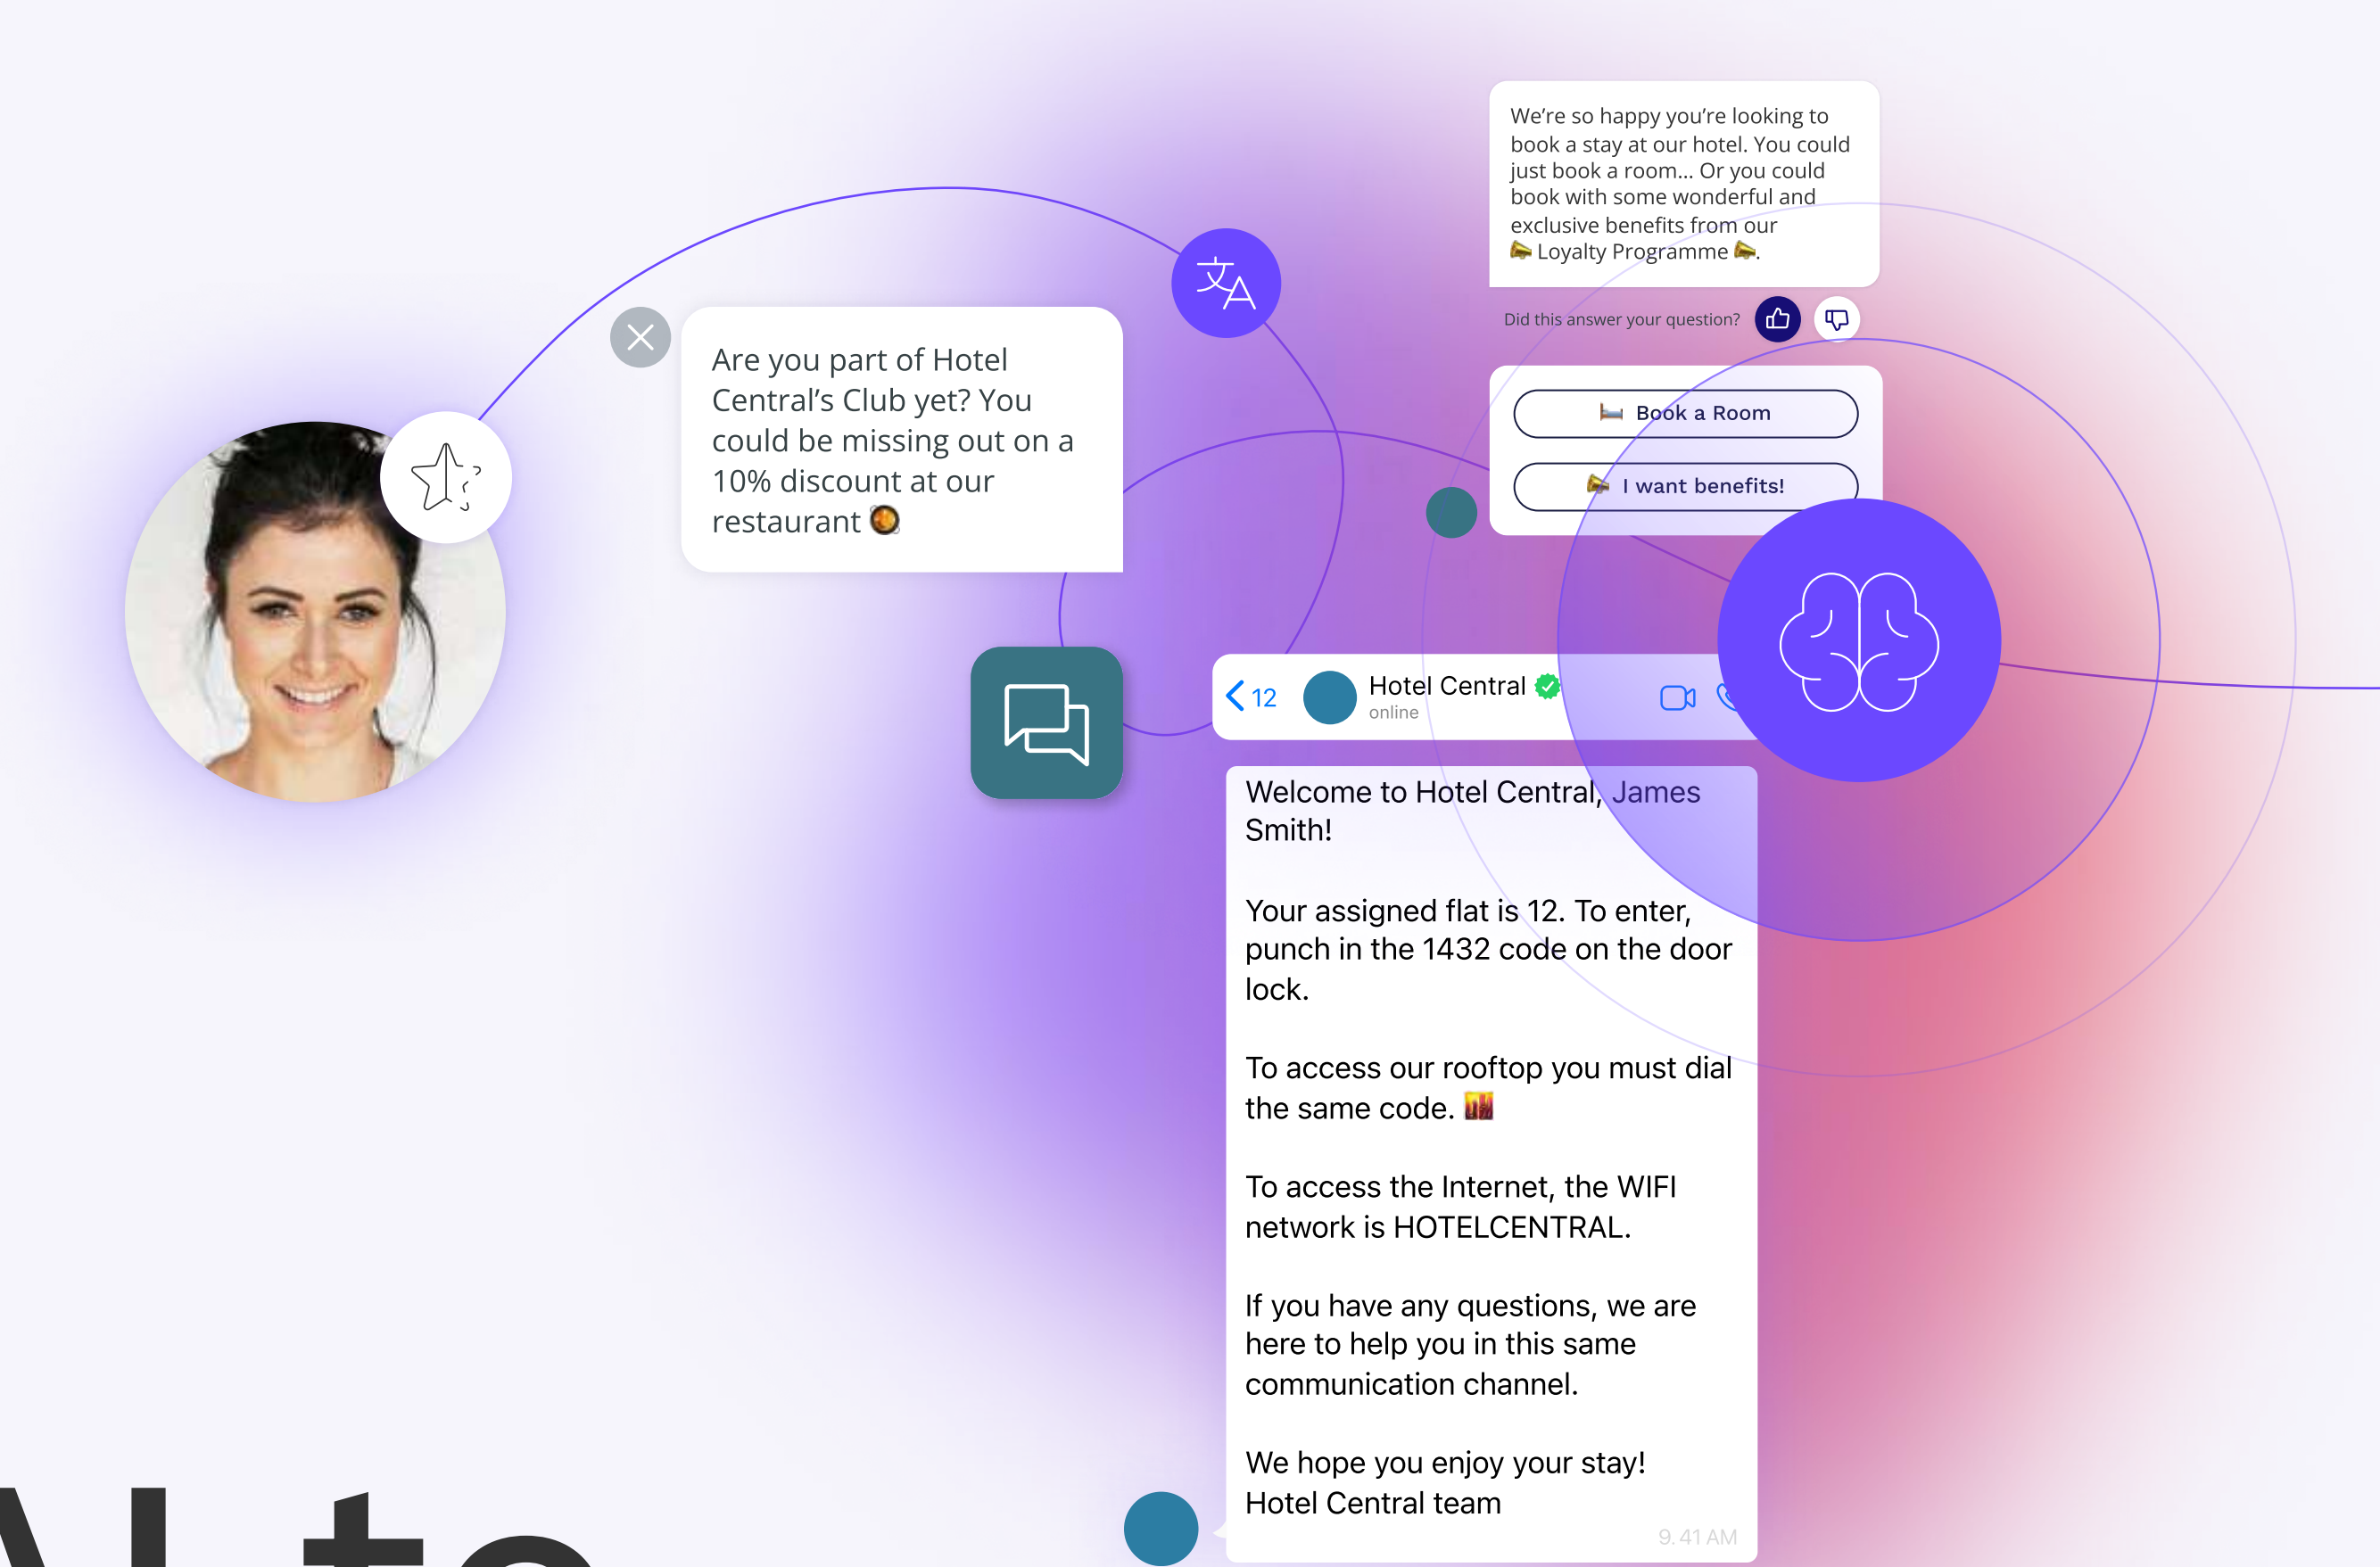 We’re so happy you’re looking to
book a stay at our hotel. You could
just book a room... Or you could
book with some wonderful and
exclusive benefits from our
Loyalty Programme .
Did this answer your question?
Book a Room
I want benefits!
Are you part of Hotel
Central’s Club yet? You
could be missing out on a
10% discount at our
restaurant
文A
12
Hotel Central
online
Welcome to Hotel Central, James
Smith!
Your assigned flat is 12. To enter,
punch in the 1432 code on the door
lock.
To access our rooftop you must dial
the same code.
To access the Internet, the WIFI
network is HOTELCENTRAL.
If you have any questions, we are
here to help you in this same
communication channel.
We hope you enjoy your stay!
Hotel Central team
9.41 AM